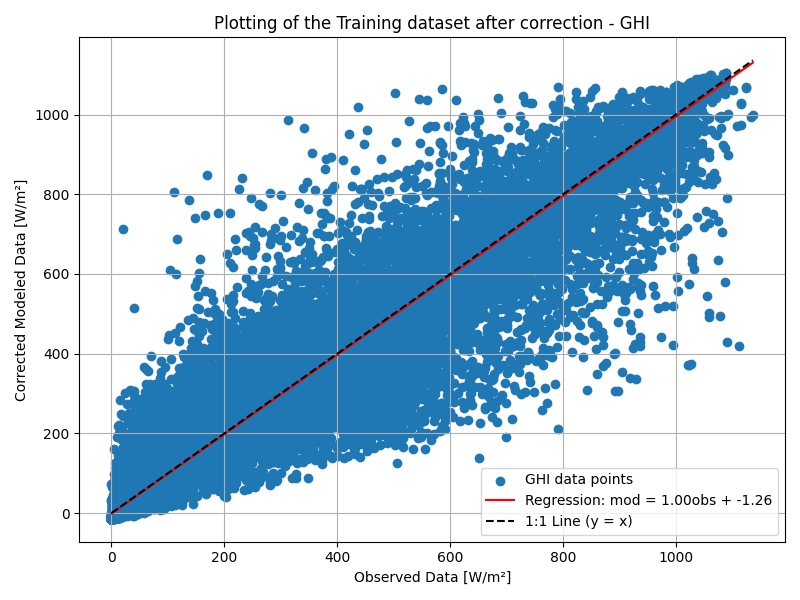 Plotting of the Training dataset after correction - GHI
Corrected Modeled Data [W/m²]
1000
800
600
400
200
0
0 200 400 600 800 1000
Observed Data [W/m²]
GHI data points
Regression: mod = 1.00obs + -1.26
1:1 Line (y = x)